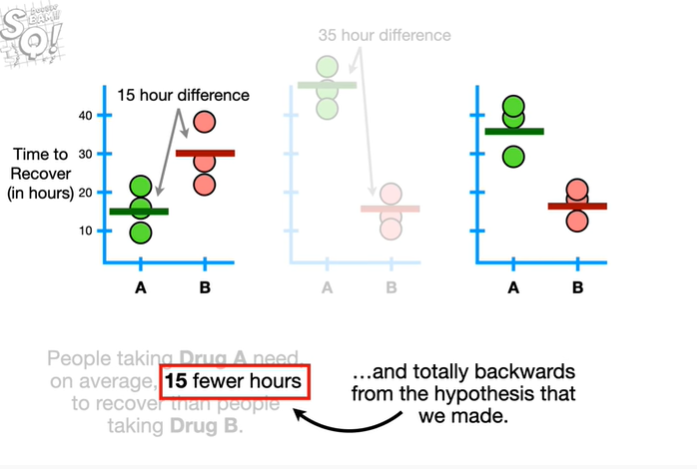 STATQUEST
BAM!!!
SQ!
35 hour difference
15 hour difference
Time to
Recover
(in hours)
40
30
20
10
A B
A B
A B
People taking Drug A need,
on average, 15 fewer hours
to recover than people
taking Drug B.
...and totally backwards
from the hypothesis that
we made.